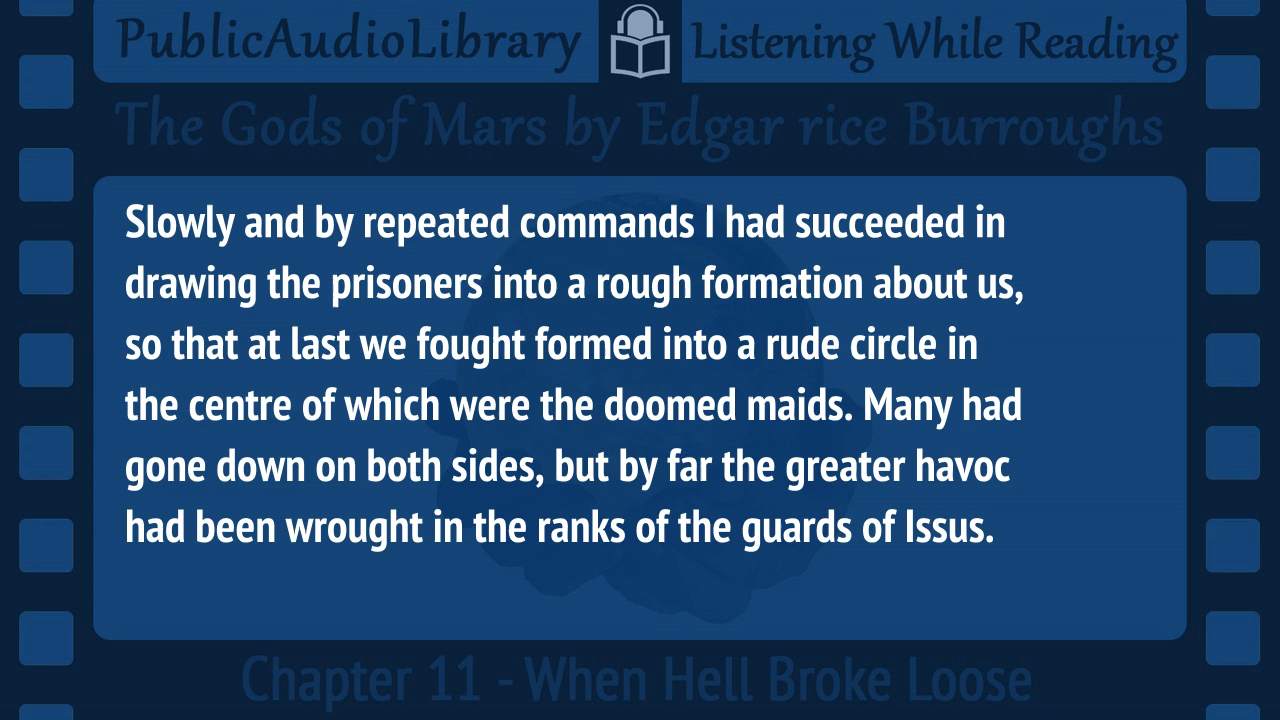 PublicAudioLibrary Listening While Reading
The Gods of Mars by Edgar rice Burroughs
Slowly and by repeated commands I had succeeded in
drawing the prisoners into a rough formation about us,
so that at last we fought formed into a rude circle in
the centre of which were the doomed maids. Many had
gone down on both sides, but by far the greater havoc
had been wrought in the ranks of the guards of Issus.
Chapter 11 - When Hell Broke Loose